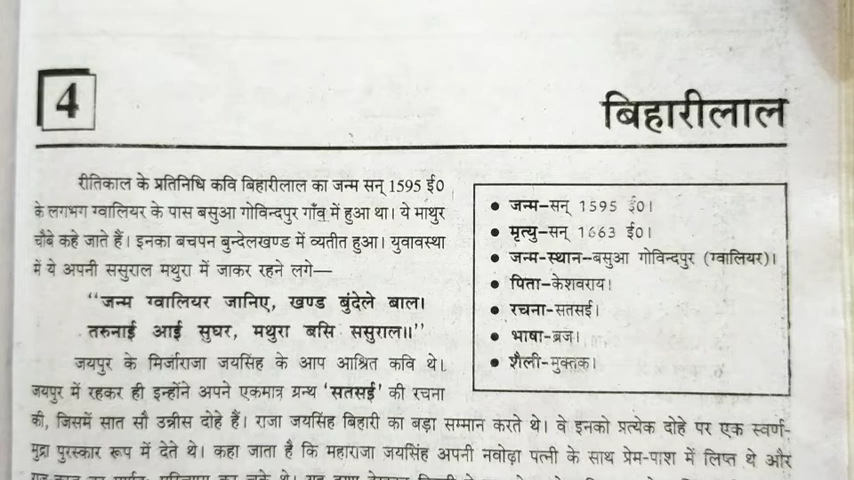 4
बिहारीलाल
रीतिकाल के प्रतिनिधि कवि बिहारीलाल का जन्म सन् 1595 ई०
के लगभग ग्वालियर के पास बसुआ गोविन्दपुर गाँव में हुआ था। ये माथुर
चौबे कहे जाते हैं। इनका बचपन बुन्देलखण्ड में व्यतीत हुआ। युवावस्था
में ये अपनी ससुराल मथुरा में जाकर रहने लगे—
“जन्म ग्वालियर जानिए, खण्ड बुंदेले बाल।
तरुनाई आई सुघर, मथुरा बसि ससुराल॥”
जयपुर के मिर्जाराजा जयसिंह के आप आश्रित कवि थे।
जयपुर में रहकर ही इन्होंने अपने एकमात्र ग्रन्थ ‘सतसई’ की रचना
• जन्म–सन् 1595 ई०।
• मृत्यु–सन् 1663 ई०।
• जन्म-स्थान–बसुआ गोविन्दपुर (ग्वालियर)।
• पिता–केशवराय।
• रचना–सतसई।
• भाषा–ब्रज।
• शैली–मुक्तक।
की, जिसमें सात सौ उन्नीस दोहे हैं। राजा जयसिंह बिहारी का बड़ा सम्मान करते थे। वे इनको प्रत्येक दोहे पर एक स्वर्ण-
मुद्रा पुरस्कार रूप में देते थे। कहा जाता है कि महाराजा जयसिंह अपनी नवोढ़ा पत्नी के साथ प्रेम-पाश में लिप्त थे और